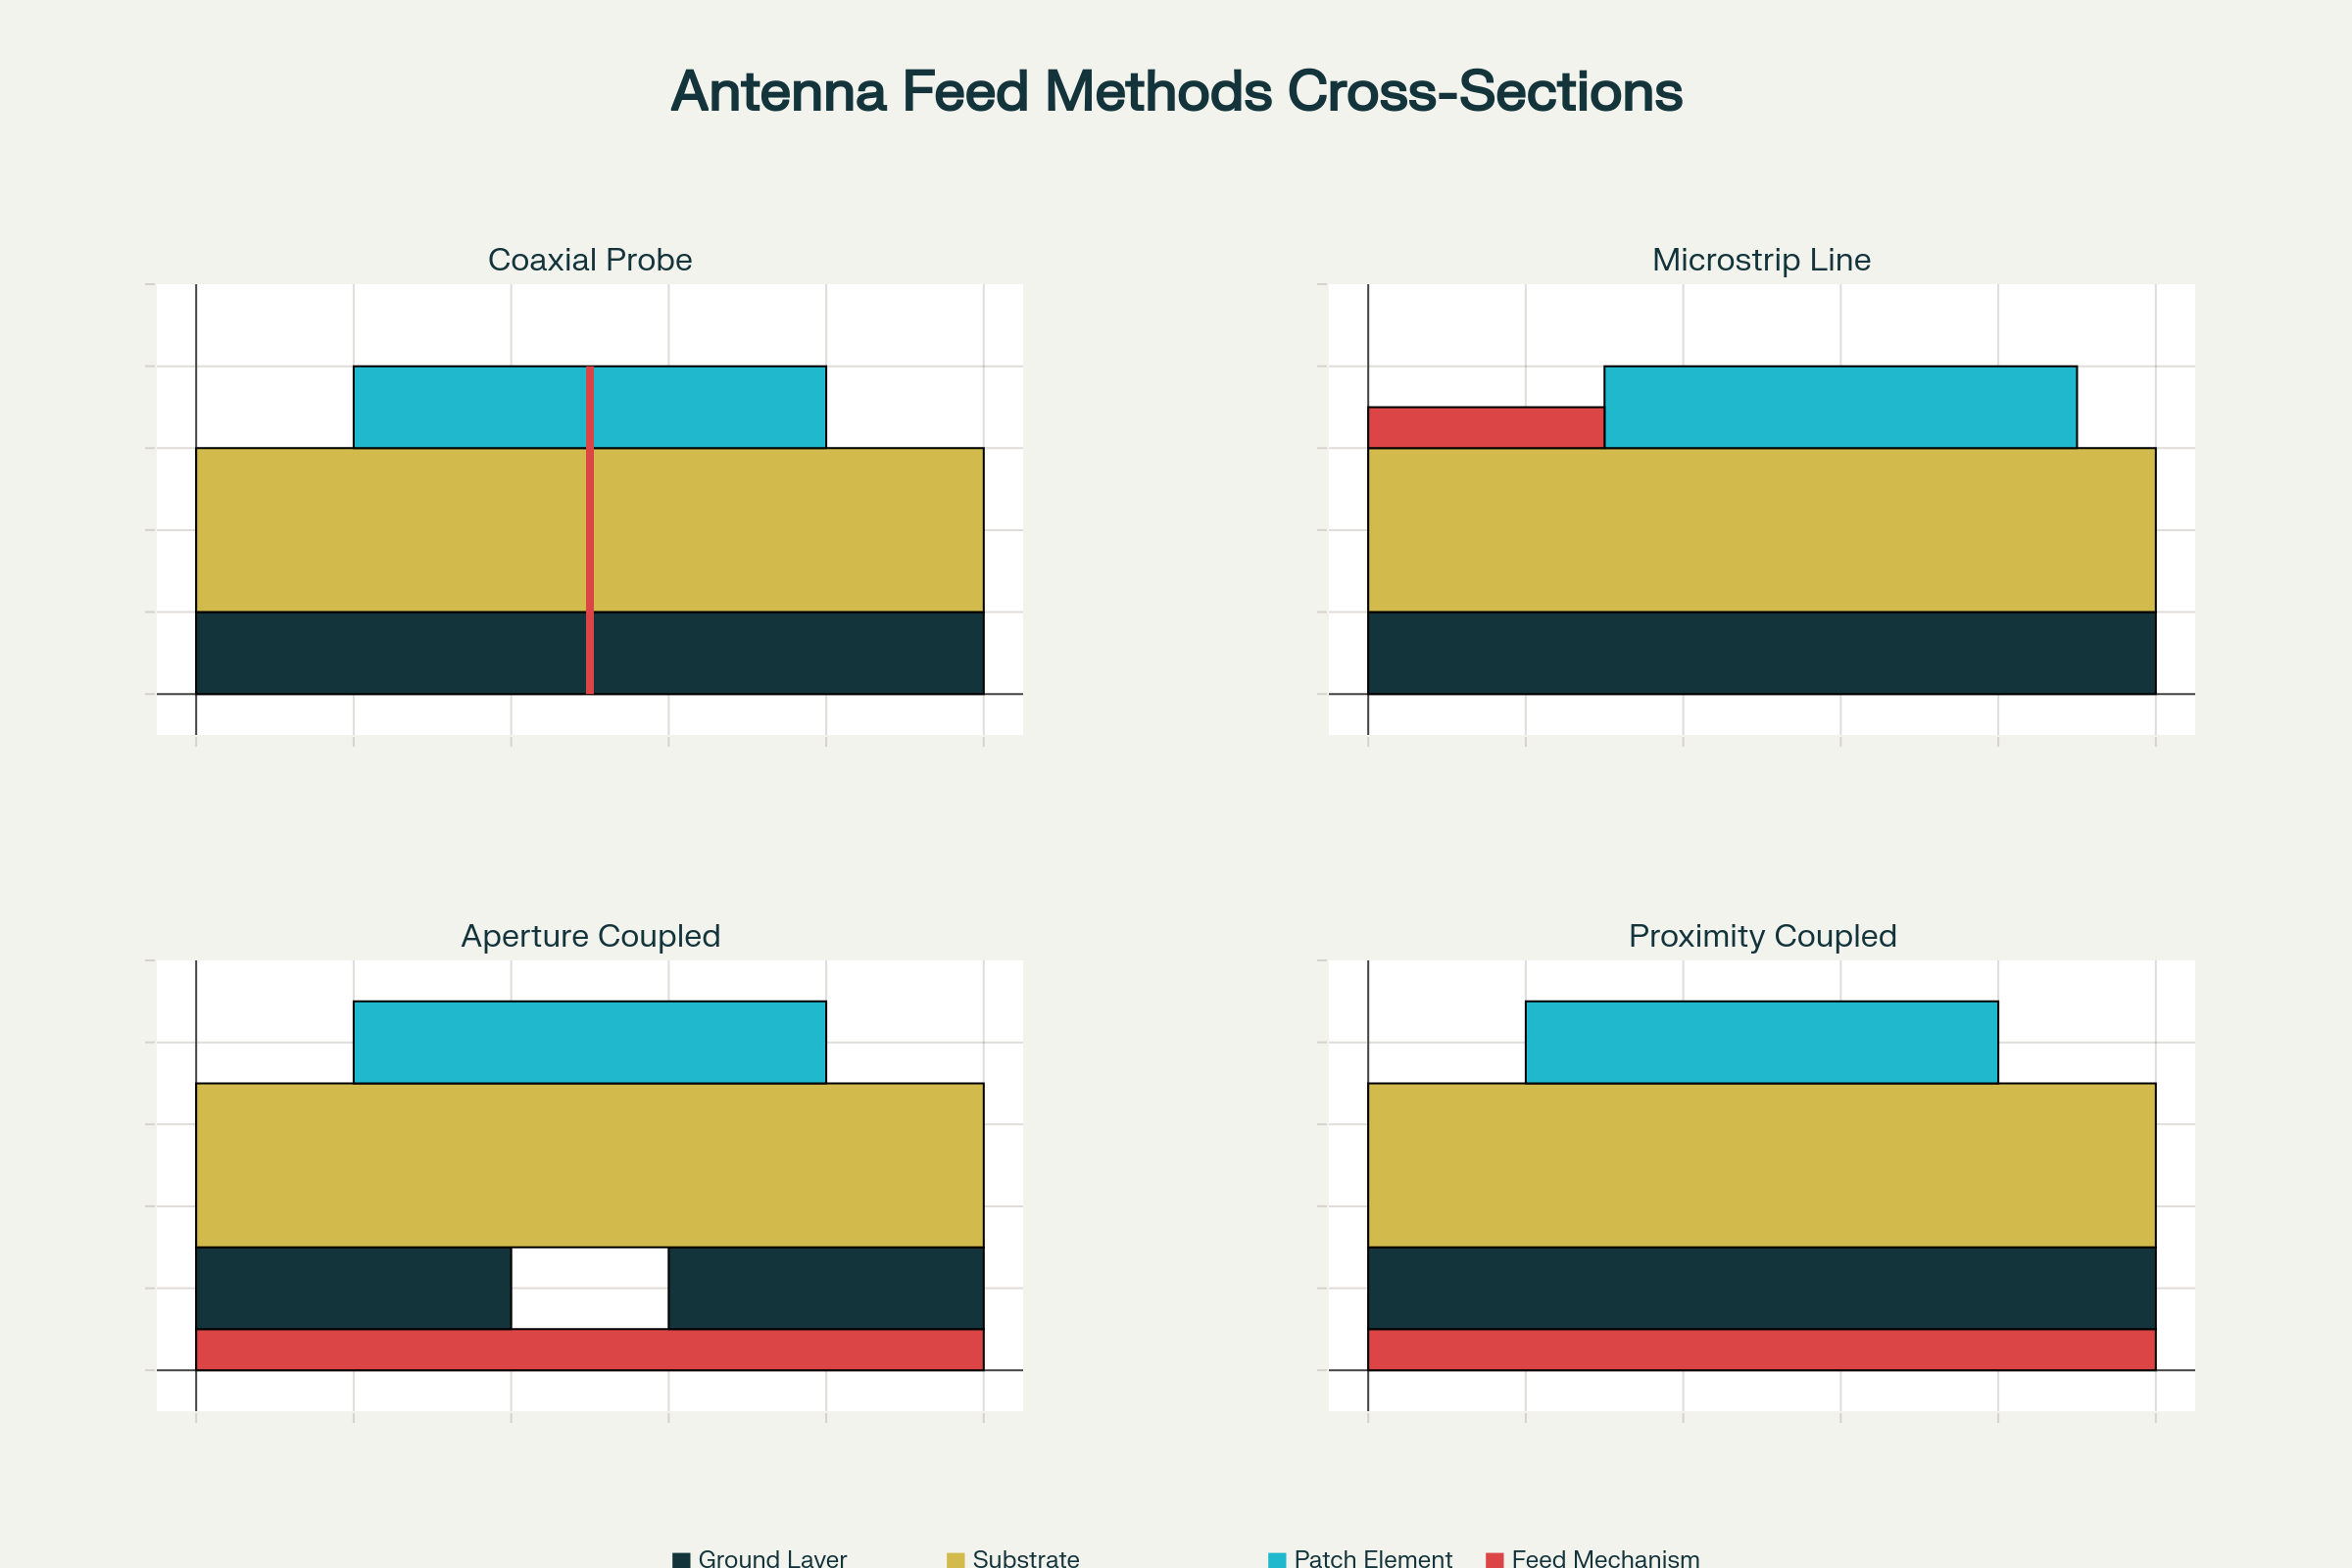 Antenna Feed Methods Cross-Sections
Coaxial Probe
Microstrip Line
Aperture Coupled
Proximity Coupled
Ground Layer
Substrate
Patch Element
Feed Mechanism